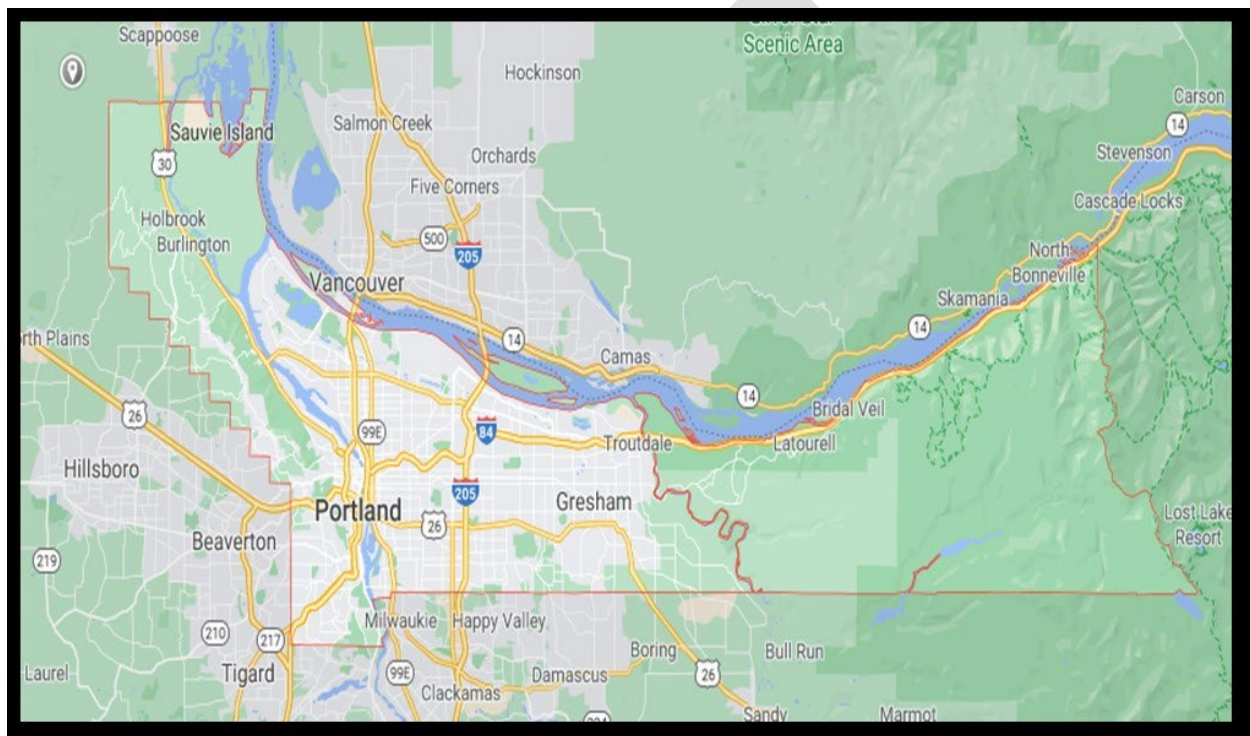 Scappoose
Scenic Area
Hockinson
Carson
14
Sauvie Island
Salmon Creek
Stevenson
30
Orchards
Five Corners
Cascade Locks
Holbrook
Burlington
500
205
North
Bonneville
Vancouver
Skamania
14
14
rth Plains
Camas
14
26
Bridal Veil
99E
84
Troutdale
Latourell
Hillsboro
205
Portland
Gresham
26
Lost Lake
Resort
Beaverton
219
Milwaukie
Happy Valley
210
217
Boring
Bull Run
Laurel
Tigard
99E
Damascus
26
Clackamas
Sandy
Marmot